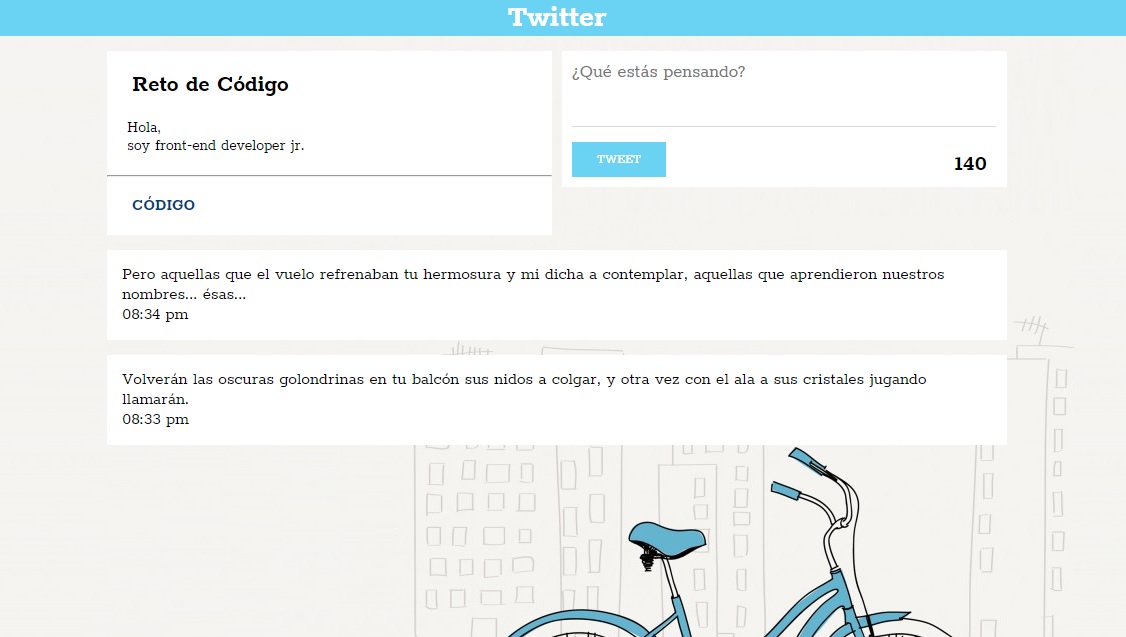 Twitter
Reto de Código
Hola,
soy front-end developer jr.
CÓDIGO
¿Qué estás pensando?
TWEET
140
Pero aquellas que el vuelo refrenaban tu hermosura y mi dicha a contemplar, aquellas que aprendieron nuestros
nombres... ésas...
08:34 pm
Volverán las oscuras golondrinas en tu balcón sus nidos a colgar, y otra vez con el ala a sus cristales jugando
llamarán.
08:33 pm